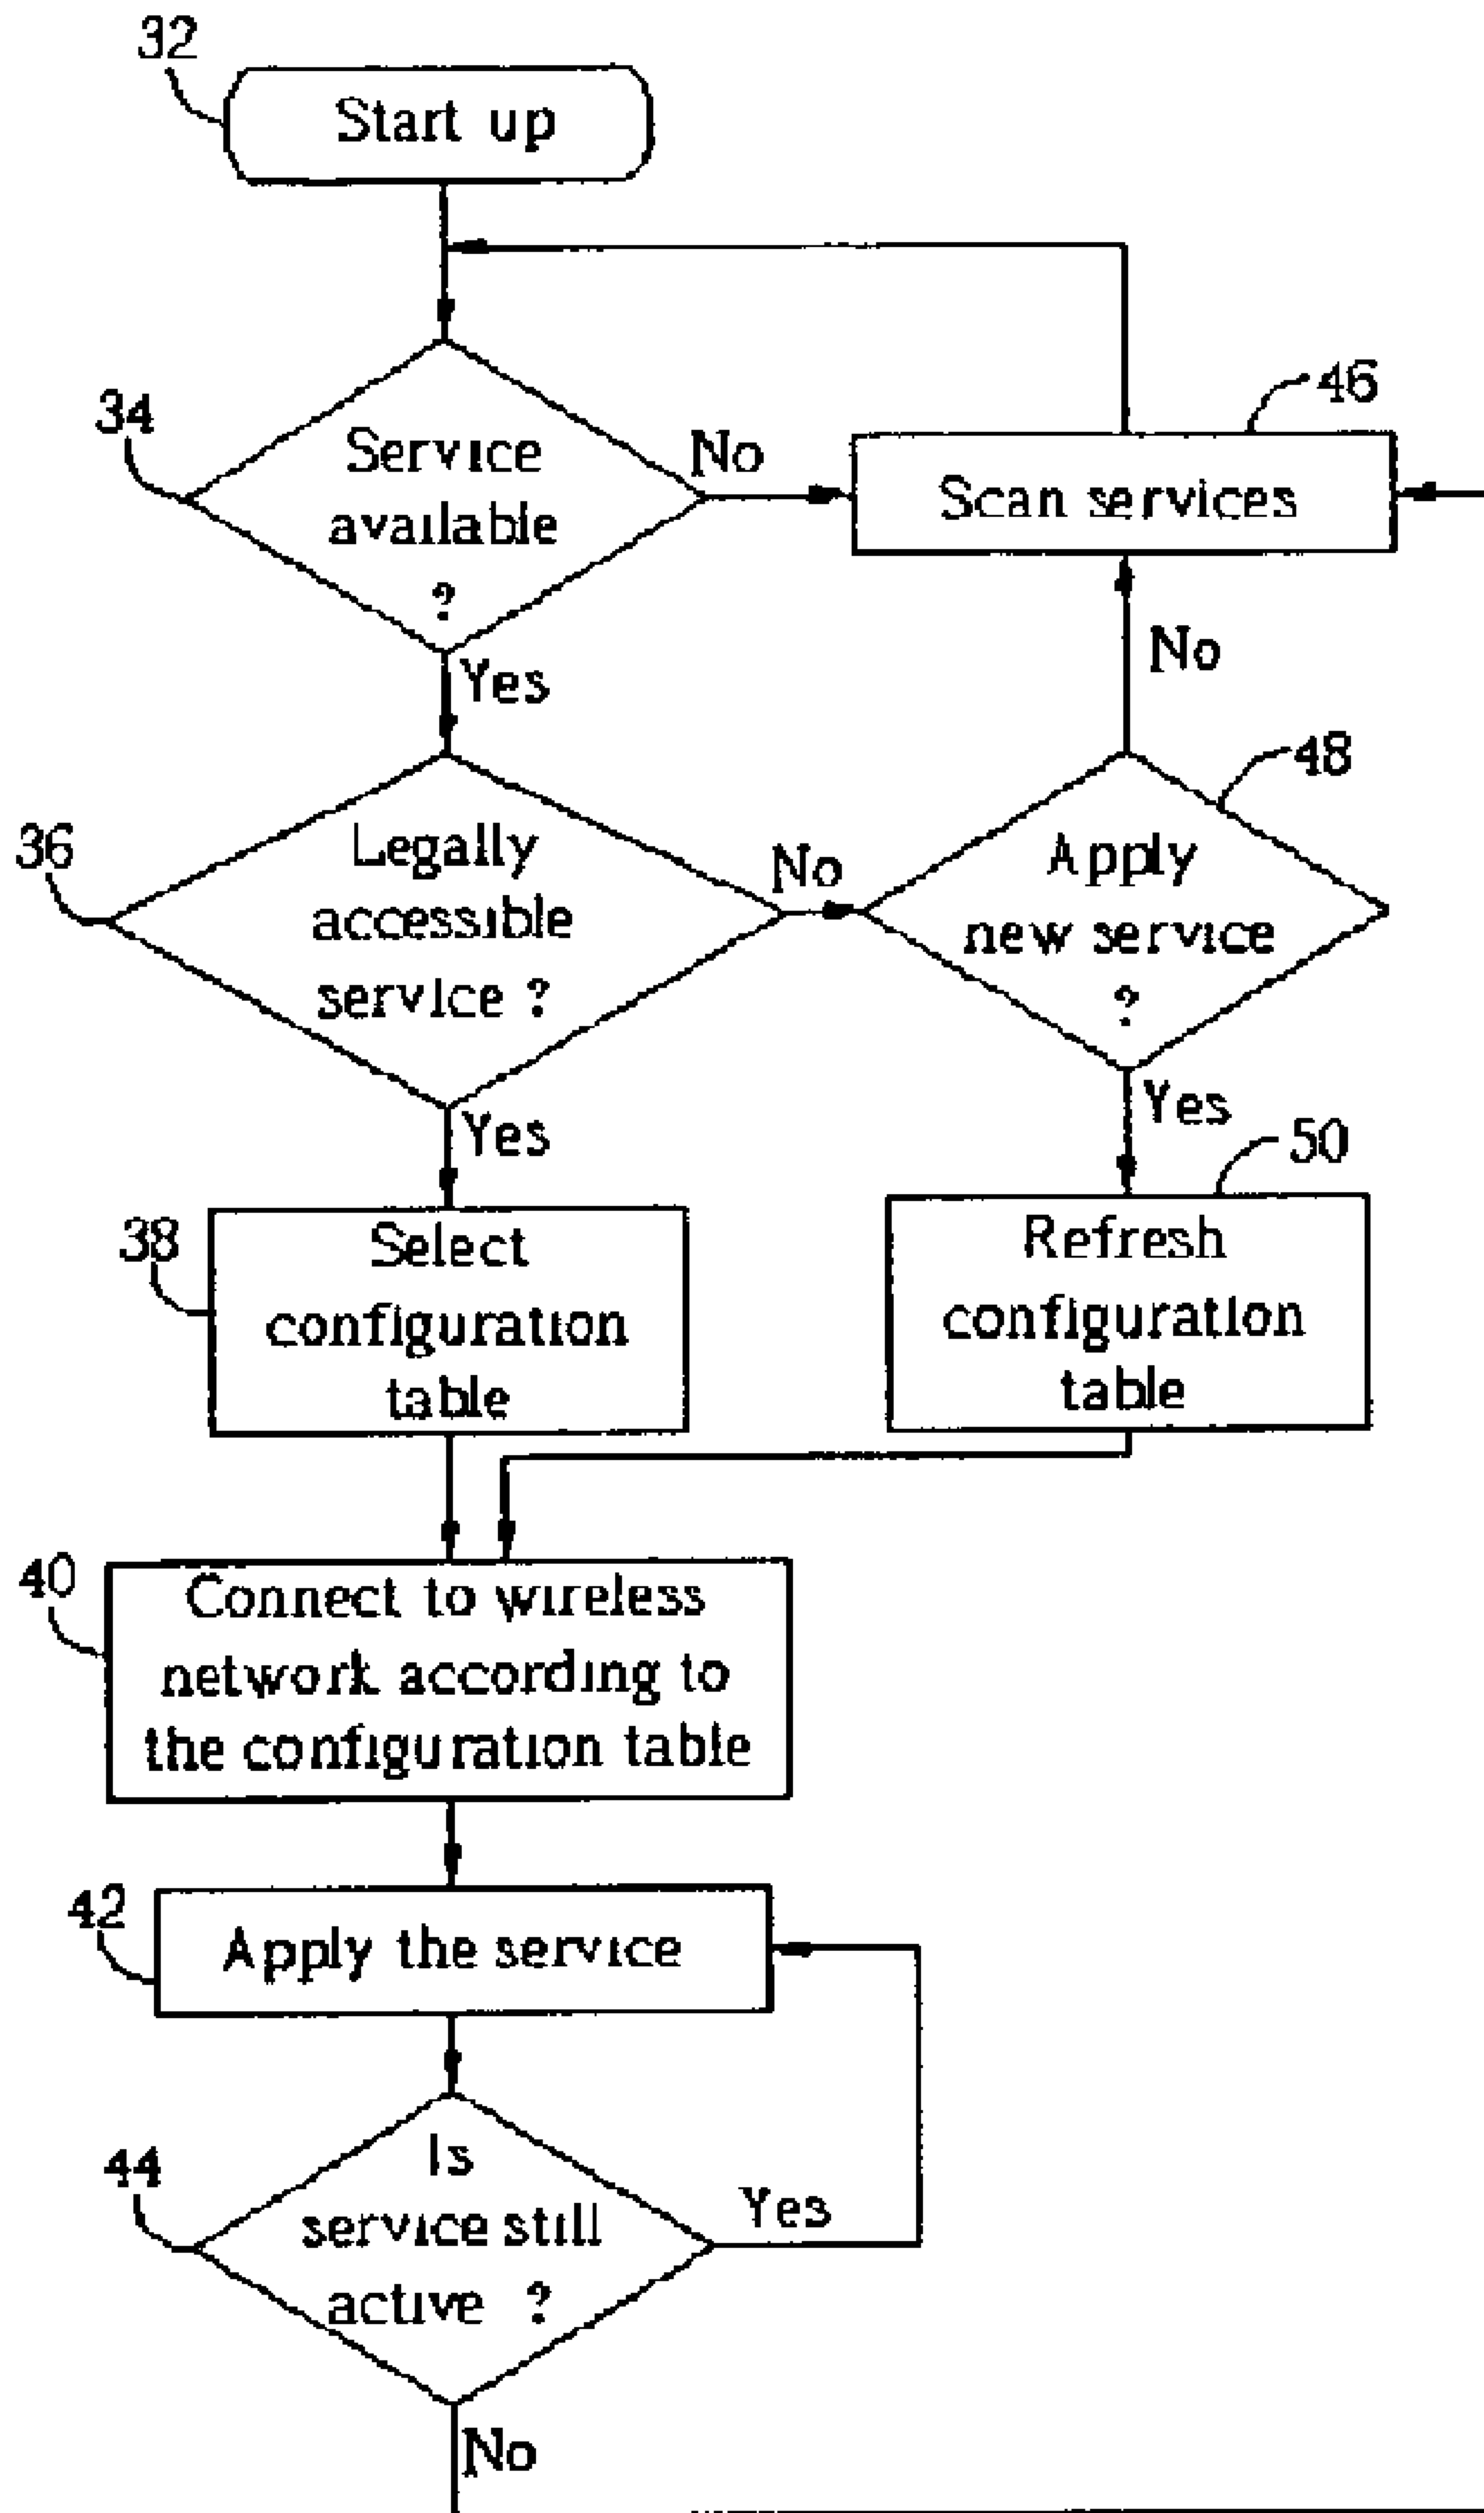 32
Start up
34
Service
available
?
No
46
Scan services
Yes
No
36
Legally
accessible
service ?
No
48
Apply
new service
?
Yes
Yes
38
Select
configuration
table
50
Refresh
configuration
table
40
Connect to wireless
network according to
the configuration table
42
Apply the service
44
Is
service still
active ?
Yes
No